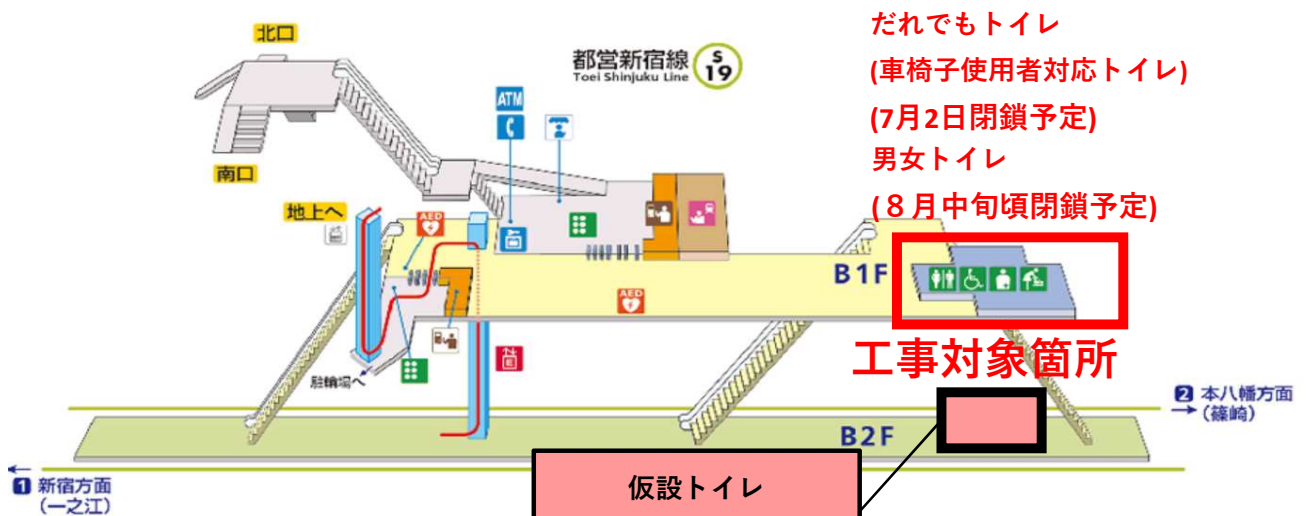 北口
南口
都営新宿線
Toei Shinjuku Line
S
19
ATM
地上へ
AED
AED
B1F
駐輪場へ
だれでもトイレ
(車椅子使用者対応トイレ)
(7月2日閉鎖予定)
男女トイレ
(８月中旬頃閉鎖予定)
工事対象箇所
2 本八幡方面
→(篠崎)
B2F
仮設トイレ
←
1 新宿方面
(一之江)